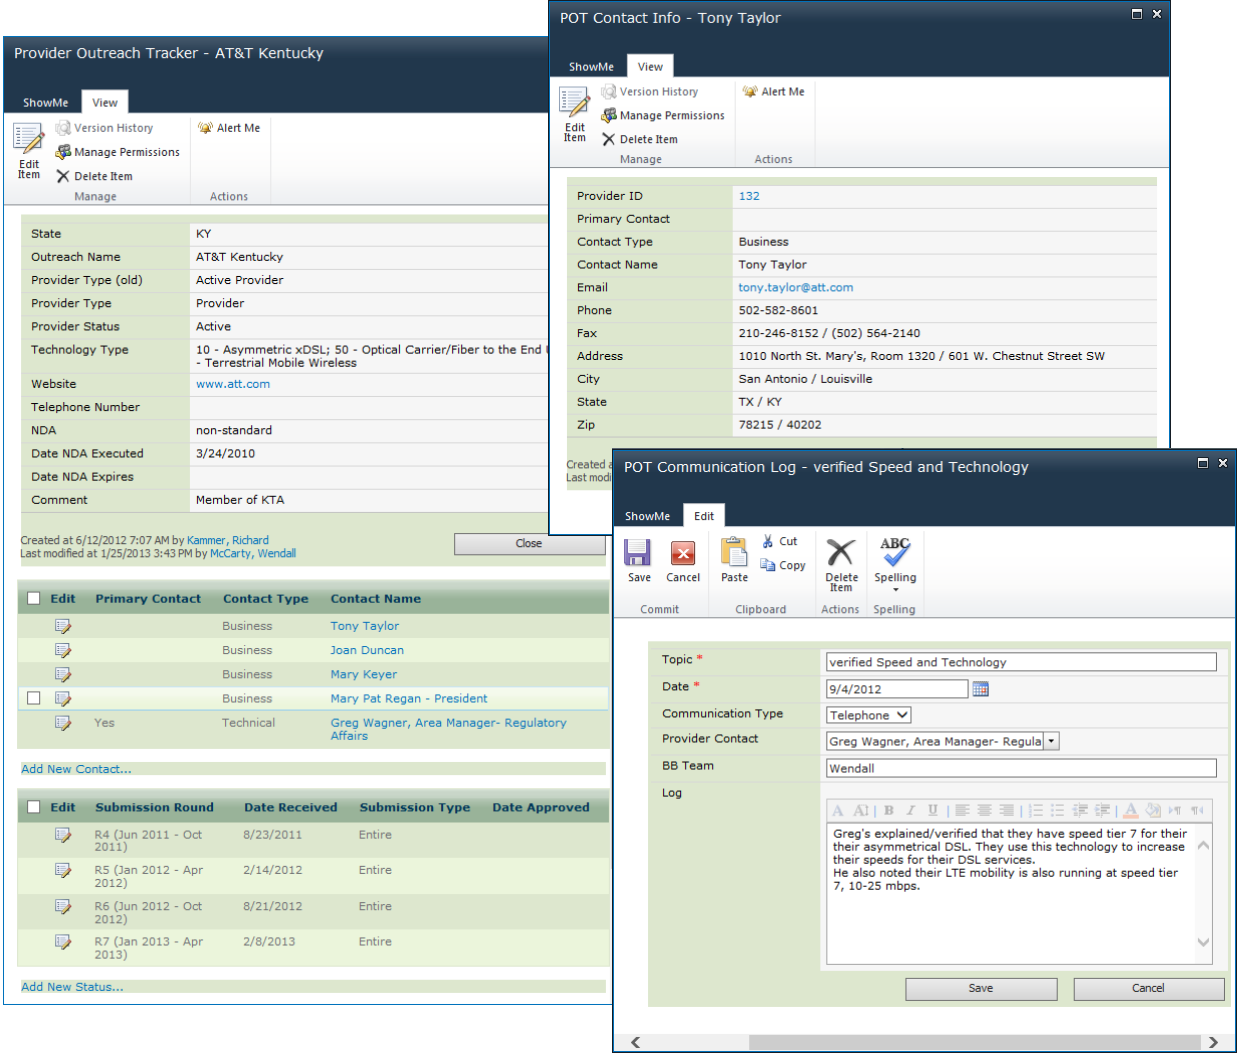 POT Contact Info - Tony Taylor
ShowMe
View
Edit
Item
Version History
Manage Permissions
Delete Item
Manage
Alert Me
Actions
Provider ID 132
Primary Contact
Contact Type Business
Contact Name Tony Taylor
Email tony.taylor@att.com
Phone 502-582-8601
Fax 210-246-8152 / (502) 564-2140
Address 1010 North St. Mary's, Room 1320 / 601 W. Chestnut Street SW
City San Antonio / Louisville
State TX / KY
Zip 78215 / 40202
Created
Last modi
Provider Outreach Tracker - AT&T Kentucky
ShowMe
View
Edit
Item
Version History
Manage Permissions
Delete Item
Manage
Alert Me
Actions
State KY
Outreach Name AT&T Kentucky
Provider Type (old) Active Provider
Provider Type Provider
Provider Status Active
Technology Type 10 - Asymmetric xDSL; 50 - Optical Carrier/Fiber to the End
- Terrestrial Mobile Wireless
Website www.att.com
Telephone Number
NDA non-standard
Date NDA Executed 3/24/2010
Date NDA Expires
Comment Member of KTA
Created at 6/12/2012 7:07 AM by Kammer, Richard
Last modified at 1/25/2013 3:43 PM by McCarty, Wendall
Close
Edit Primary Contact Contact Type Contact Name
Business Tony Taylor
Business Joan Duncan
Business Mary Keyer
Business Mary Pat Regan - President
Yes Technical Greg Wagner, Area Manager- Regulatory
Affairs
Add New Contact...
Edit Submission Round Date Received Submission Type Date Approved
R4 (Jun 2011 - Oct 8/23/2011 Entire
2011)
R5 (Jan 2012 - Apr 2/14/2012 Entire
2012)
R6 (Jun 2012 - Oct 8/21/2012 Entire
2012)
R7 (Jan 2013 - Apr 2/8/2013 Entire
2013)
Add New Status...
POT Communication Log - verified Speed and Technology
ShowMe
Edit
Save
Cancel
Commit
Paste
Cut
Copy
Clipboard
Delete
Item
Actions
ABC
Spelling
Spelling
Topic * verified Speed and Technology
Date * 9/4/2012
Communication Type Telephone
Provider Contact Greg Wagner, Area Manager- Regula
BB Team Wendall
Log
A A B I U A
Greg's explained/verified that they have speed tier 7 for their
their asymmetrical DSL. They use this technology to increase
their speeds for their DSL services.
He also noted their LTE mobility is also running at speed tier
7, 10-25 mbps.
Save
Cancel